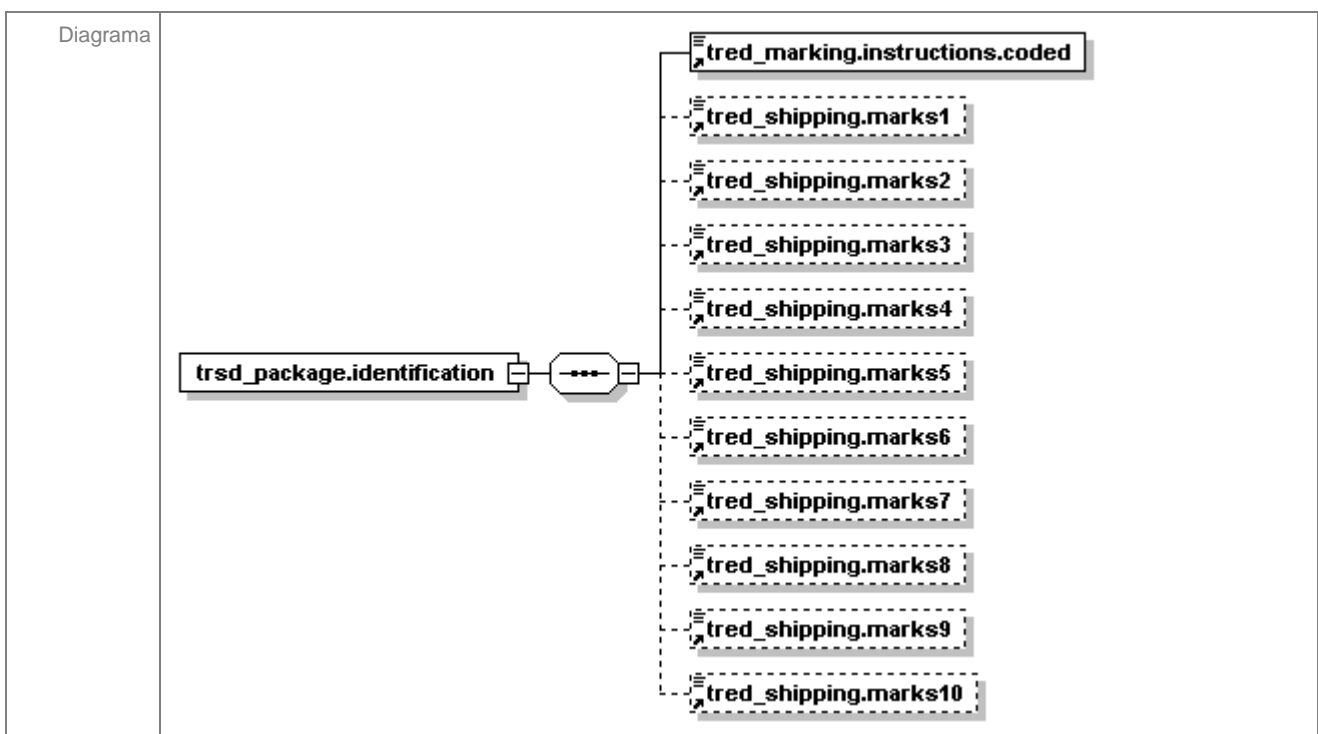 Diagrama
tred_marking.instructions.coded
tred_shipping.marks1
tred_shipping.marks2
tred_shipping.marks3
tred_shipping.marks4
trsd_package.identification
tred_shipping.marks5
tred_shipping.marks6
tred_shipping.marks7
tred_shipping.marks8
tred_shipping.marks9
tred_shipping.marks10